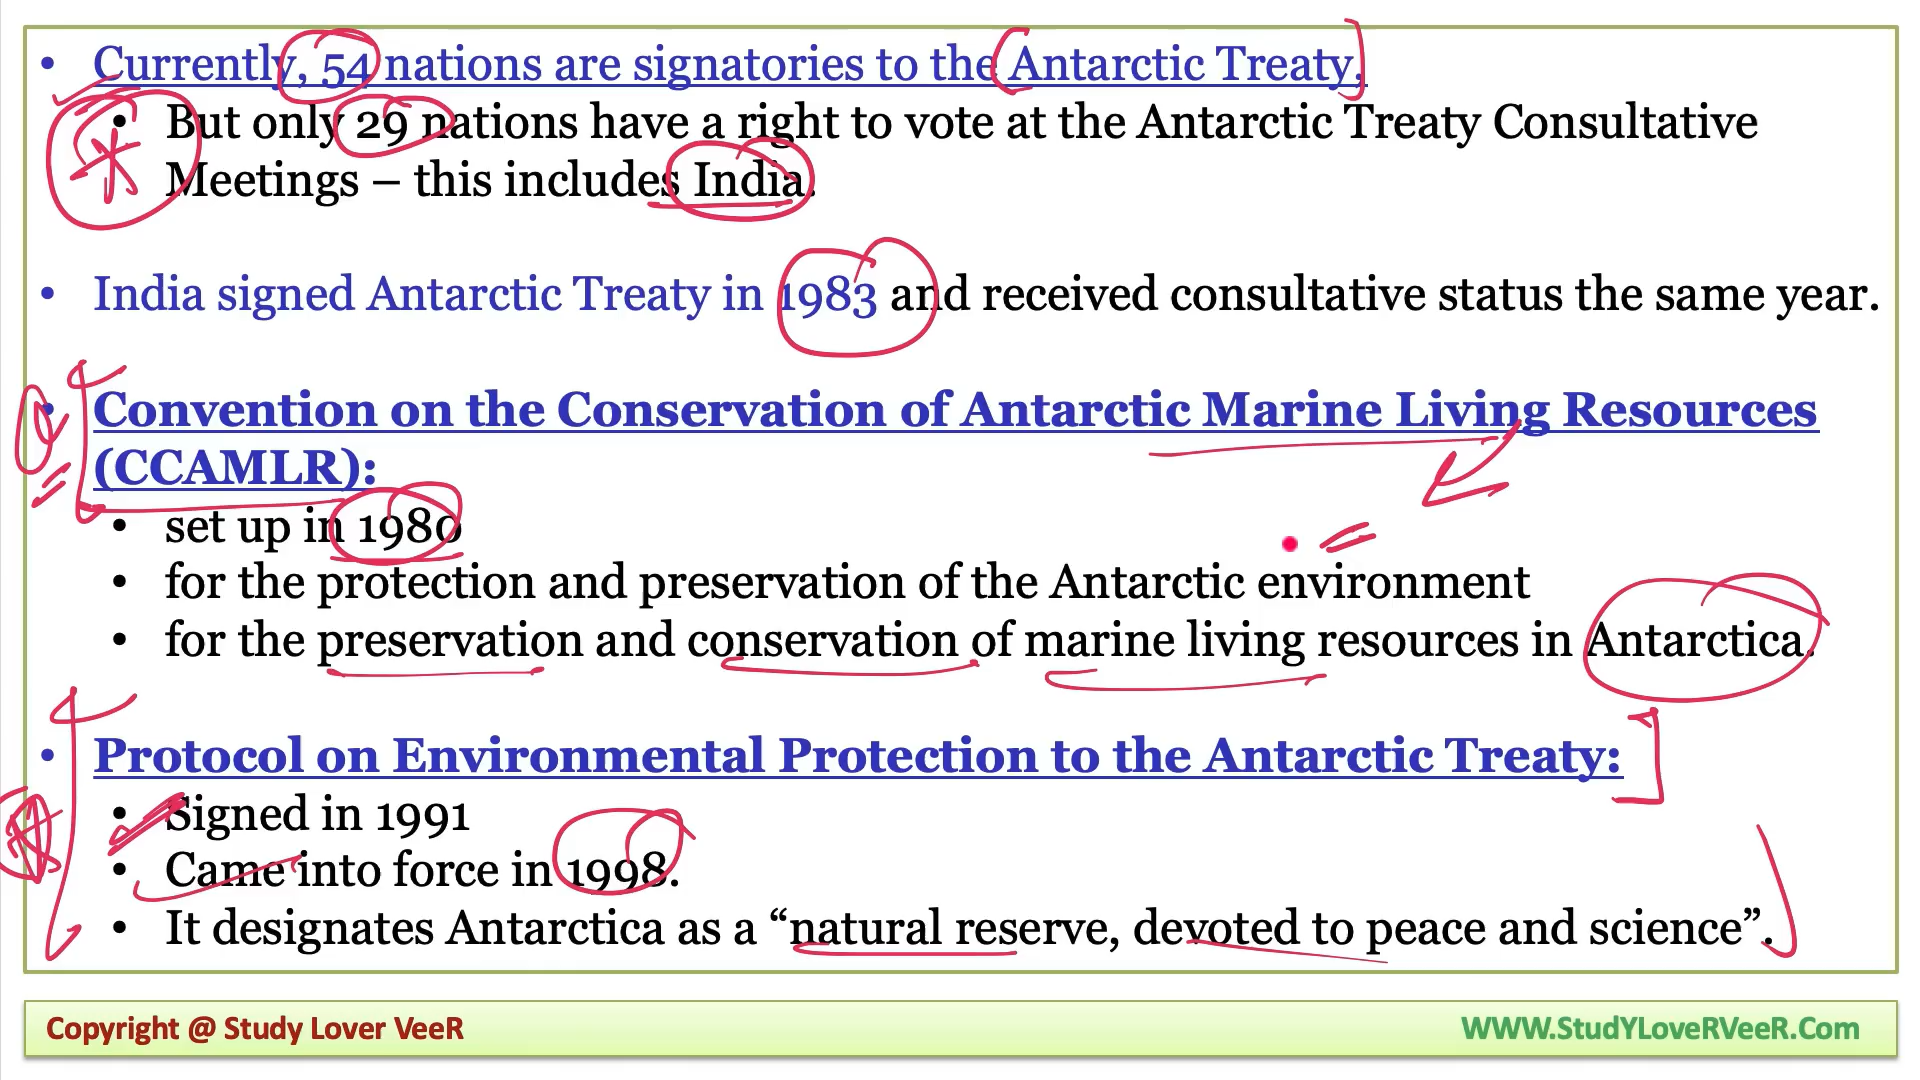 • Currently, 54 nations are signatories to the Antarctic Treaty.
• But only 29 nations have a right to vote at the Antarctic Treaty Consultative
Meetings – this includes India.
• India signed Antarctic Treaty in 1983 and received consultative status the same year.
• Convention on the Conservation of Antarctic Marine Living Resources
(CCAMLR):
• set up in 1980
• for the protection and preservation of the Antarctic environment
• for the preservation and conservation of marine living resources in Antarctica.
• Protocol on Environmental Protection to the Antarctic Treaty:
• Signed in 1991
• Came into force in 1998.
• It designates Antarctica as a “natural reserve, devoted to peace and science”.
Copyright @ Study Lover VeeR
WWW.StudYLoveRVeeR.Com